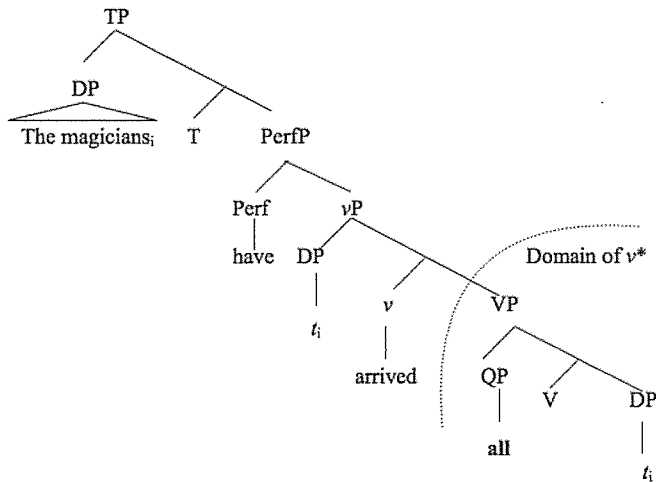 TP
DP
The magiciansᵢ T PerfP
Perf vP
have DP Domain of v*
v VP
tᵢ
arrived QP V DP
all
tᵢ